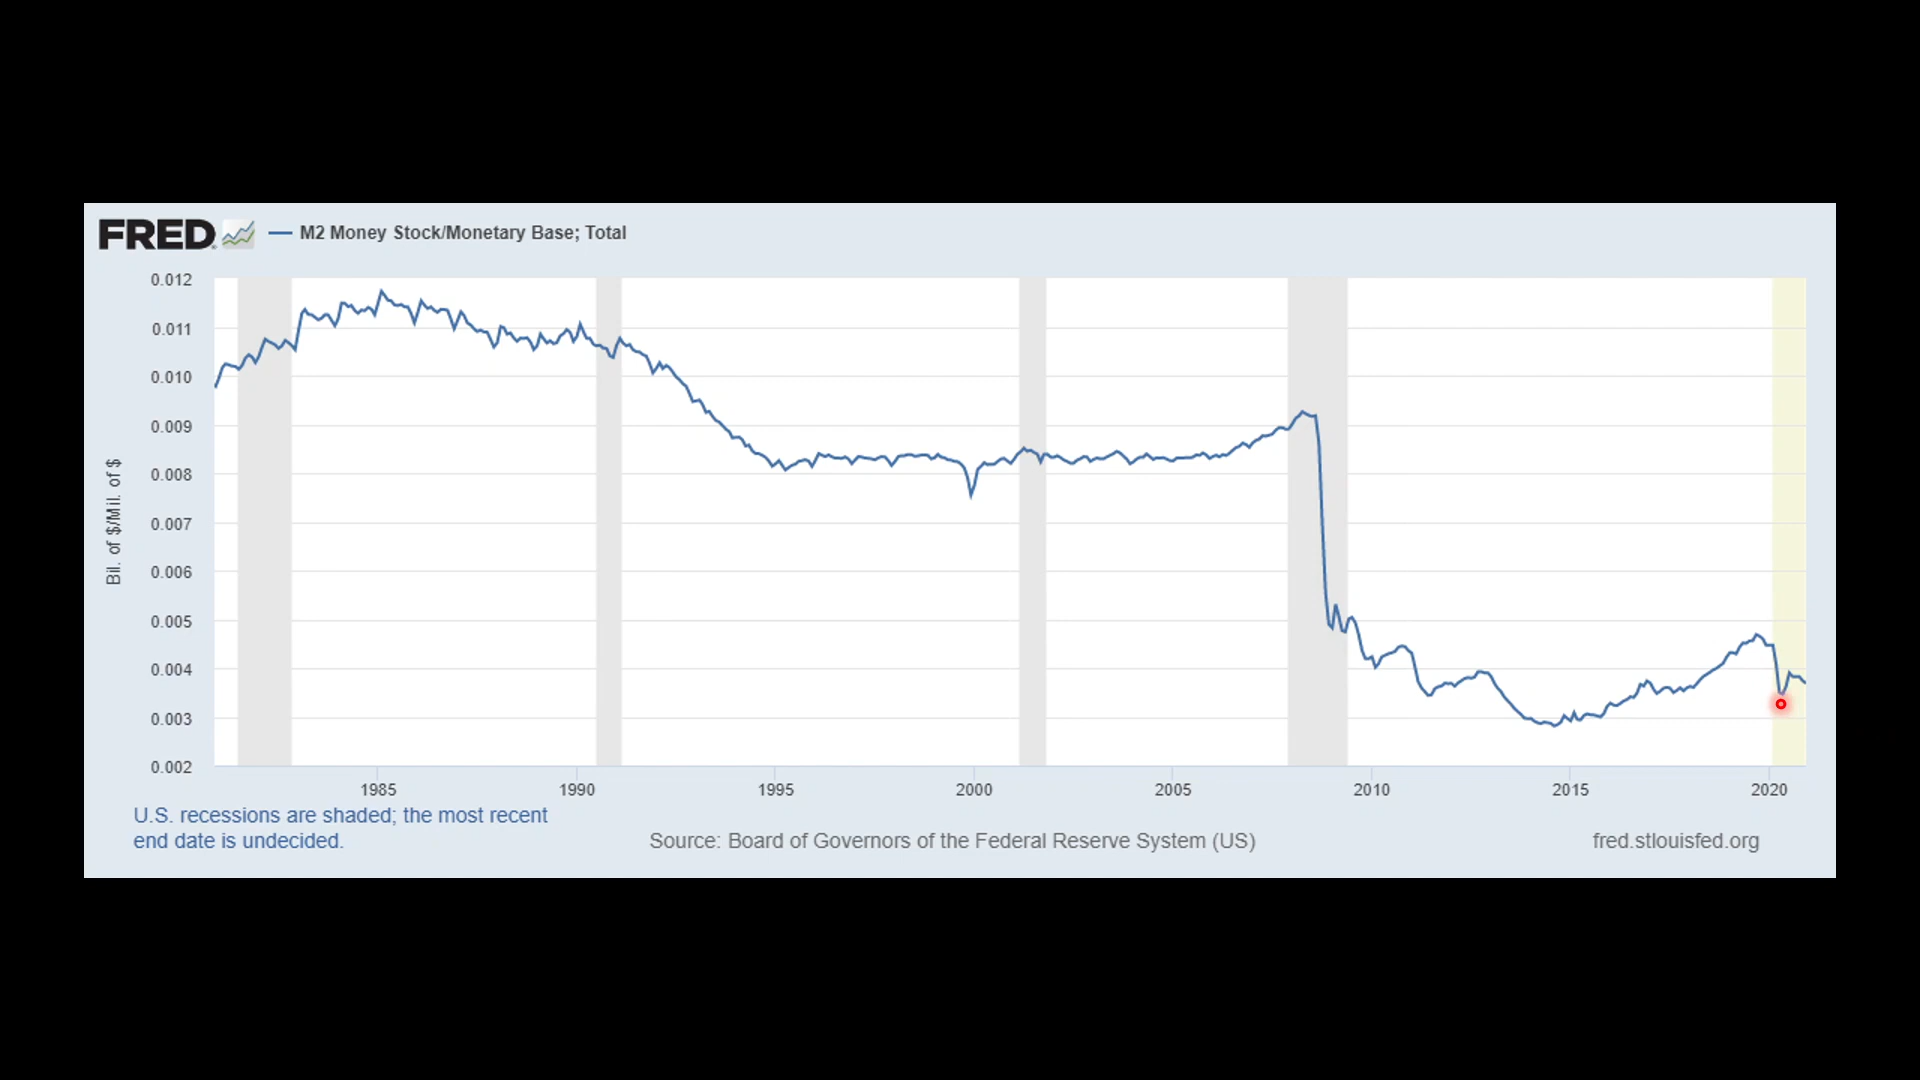 FRED
M2 Money Stock/Monetary Base; Total
0.012
0.011
0.010
0.009
0.008
0.007
0.006
0.005
0.004
0.003
0.002
Bil. of $/Mil. of $
1985 1990 1995 2000 2005 2010 2015 2020
U.S. recessions are shaded; the most recent
end date is undecided.
Source: Board of Governors of the Federal Reserve System (US)
fred.stlouisfed.org